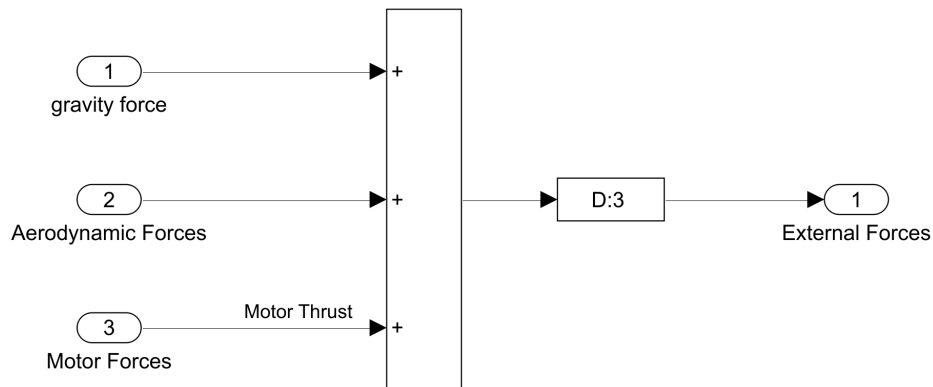 1
gravity force
+
2
Aerodynamic Forces
+
D:3
1
External Forces
3
Motor Forces
Motor Thrust
+